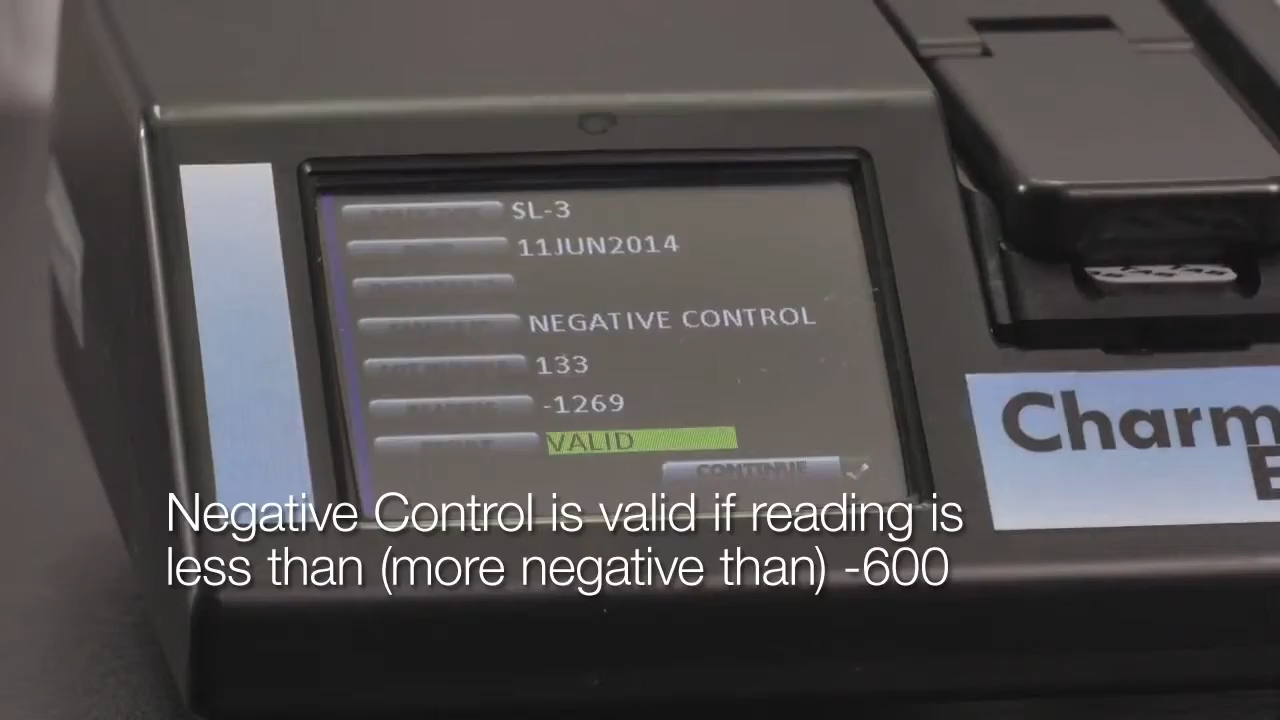 SL-3
11JUN2014
NEGATIVE CONTROL
133
-1269
VALID
CONTINUE
Charm
E
Negative Control is valid if reading is
less than (more negative than) -600